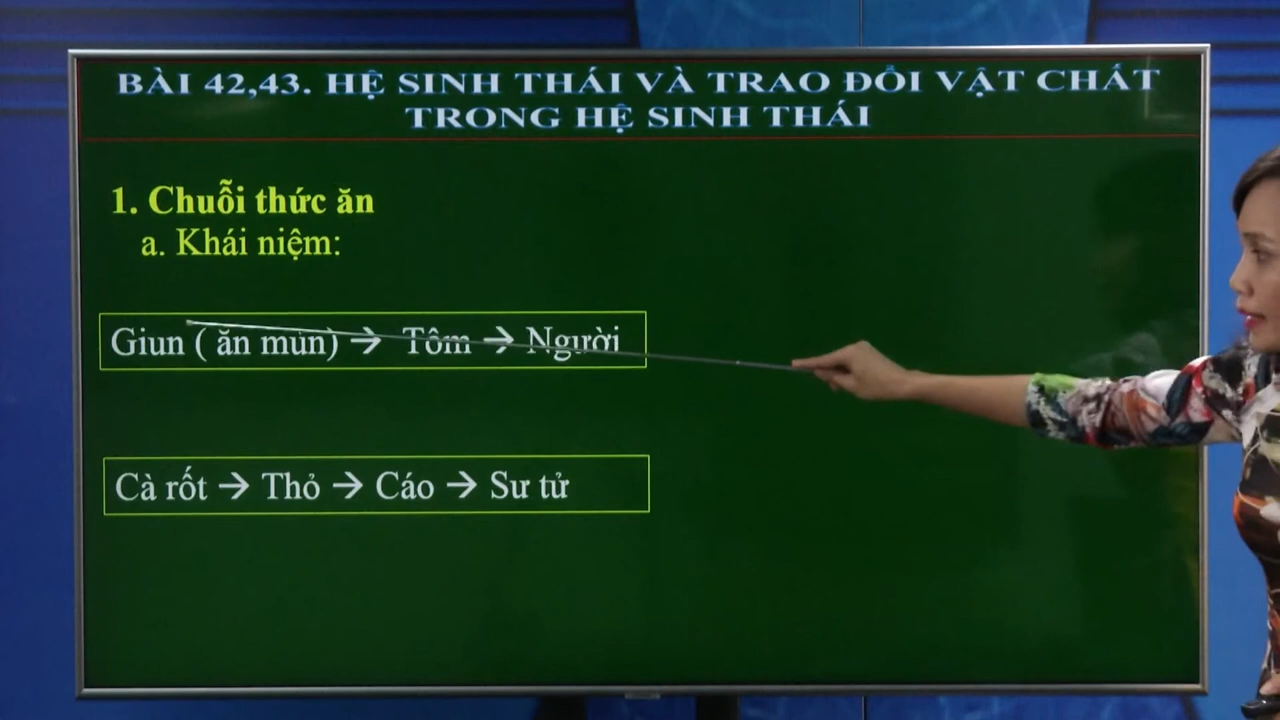 BÀI 42,43. HỆ SINH THÁI VÀ TRAO ĐỔI VẬT CHẤT
TRONG HỆ SINH THÁI
1. Chuỗi thức ăn
a. Khái niệm:
Giun ( ăn mùn) → Tôm → Người
Cà rốt → Thỏ → Cáo → Sư tử